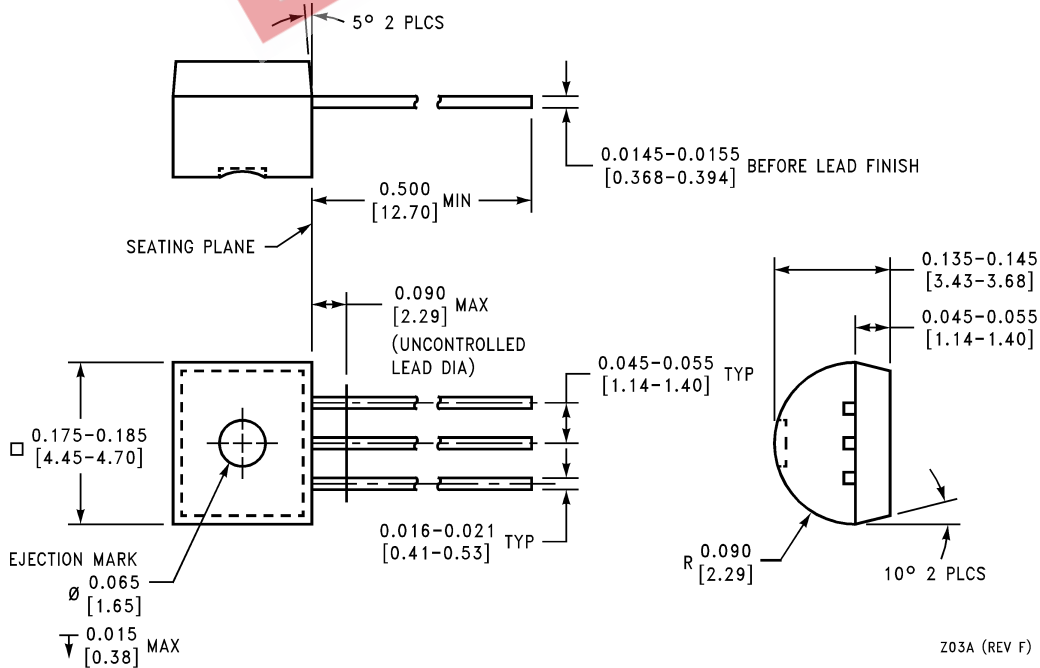 5° 2 PLCS
0.0145–0.0155
[0.368–0.394]
BEFORE LEAD FINISH
0.500
[12.70]
MIN
SEATING PLANE
0.135–0.145
[3.43–3.68]
0.090
[2.29]
MAX
(UNCONTROLLED
LEAD DIA)
0.045–0.055
[1.14–1.40]
0.045–0.055
[1.14–1.40]
TYP
□ 0.175–0.185
[4.45–4.70]
0.016–0.021
[0.41–0.53]
TYP
EJECTION MARK
ø 0.065
[1.65]
↧ 0.015
[0.38]
MAX
R 0.090
[2.29]
10° 2 PLCS
Z03A (REV F)